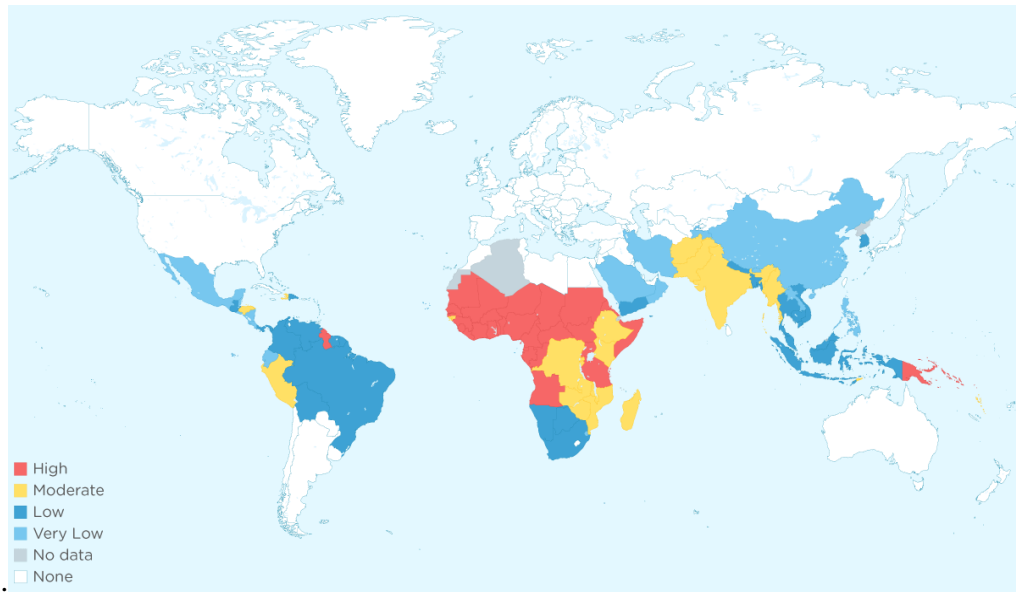 High
Moderate
Low
Very Low
No data
None